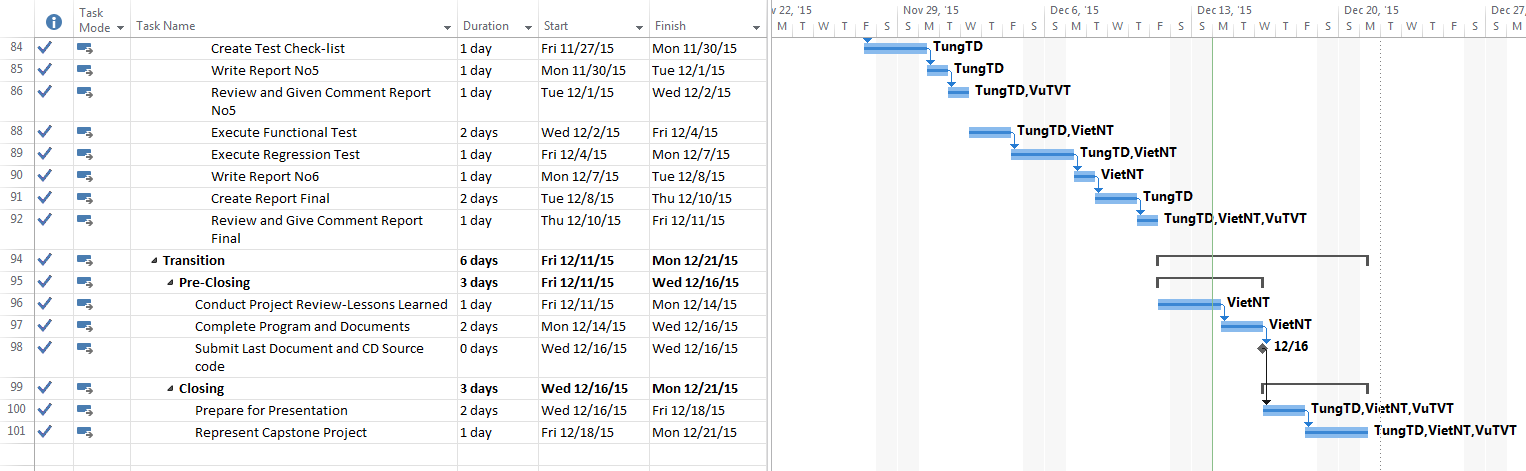 Task Mode Task Name Duration Start Finish
v 22, '15 Nov 29, '15 Dec 6, '15 Dec 13, '15 Dec 20, '15 Dec 27,
M T W T F S S M T W T F S S M T W T F S S M T W T F S S M T W T F S S M
84 Create Test Check-list 1 day Fri 11/27/15 Mon 11/30/15 TungTD
85 Write Report No5 1 day Mon 11/30/15 Tue 12/1/15 TungTD
86 Review and Given Comment Report 1 day Tue 12/1/15 Wed 12/2/15 TungTD,VuTVT
No5
88 Execute Functional Test 2 days Wed 12/2/15 Fri 12/4/15 TungTD,VietNT
89 Execute Regression Test 1 day Fri 12/4/15 Mon 12/7/15 TungTD,VietNT
90 Write Report No6 1 day Mon 12/7/15 Tue 12/8/15 VietNT
91 Create Report Final 2 days Tue 12/8/15 Thu 12/10/15 TungTD
92 Review and Give Comment Report 1 day Thu 12/10/15 Fri 12/11/15 TungTD,VietNT,VuTVT
Final
94 Transition 6 days Fri 12/11/15 Mon 12/21/15
95 Pre-Closing 3 days Fri 12/11/15 Wed 12/16/15
96 Conduct Project Review-Lessons Learned 1 day Fri 12/11/15 Mon 12/14/15 VietNT
97 Complete Program and Documents 2 days Mon 12/14/15 Wed 12/16/15 VietNT
98 Submit Last Document and CD Source 0 days Wed 12/16/15 Wed 12/16/15 12/16
code
99 Closing 3 days Wed 12/16/15 Mon 12/21/15
100 Prepare for Presentation 2 days Wed 12/16/15 Fri 12/18/15 TungTD,VietNT,VuTVT
101 Represent Capstone Project 1 day Fri 12/18/15 Mon 12/21/15 TungTD,VietNT,VuTVT